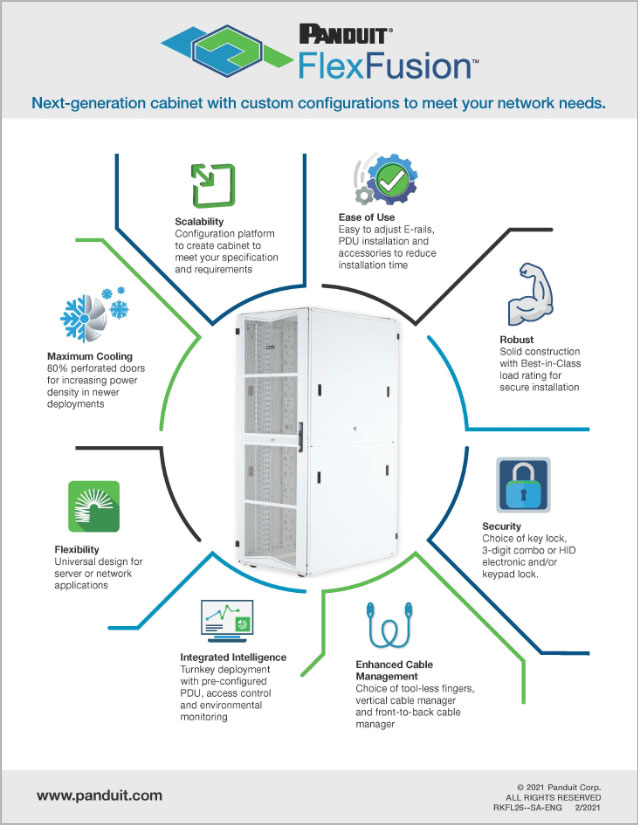 PANDUIT®
FlexFusion™
Next-generation cabinet with custom configurations to meet your network needs.
Scalability
Configuration platform
to create cabinet to
meet your specification
and requirements
Ease of Use
Easy to adjust E-rails,
PDU installation and
accessories to reduce
installation time
Maximum Cooling
80% perforated doors
for increasing power
density in newer
deployments
Robust
Solid construction
with Best-in-Class
load rating for
secure installation
Flexibility
Universal design for
server or network
applications
Security
Choice of key lock,
3-digit combo or HID
electronic and/or
keypad lock.
Integrated Intelligence
Turnkey deployment
with pre-configured
PDU, access control
and environmental
monitoring
Enhanced Cable
Management
Choice of tool-less fingers,
vertical cable manager
and front-to-back cable
manager
www.panduit.com
© 2021 Panduit Corp.
ALL RIGHTS RESERVED
RKFL26--SA-ENG 2/2021